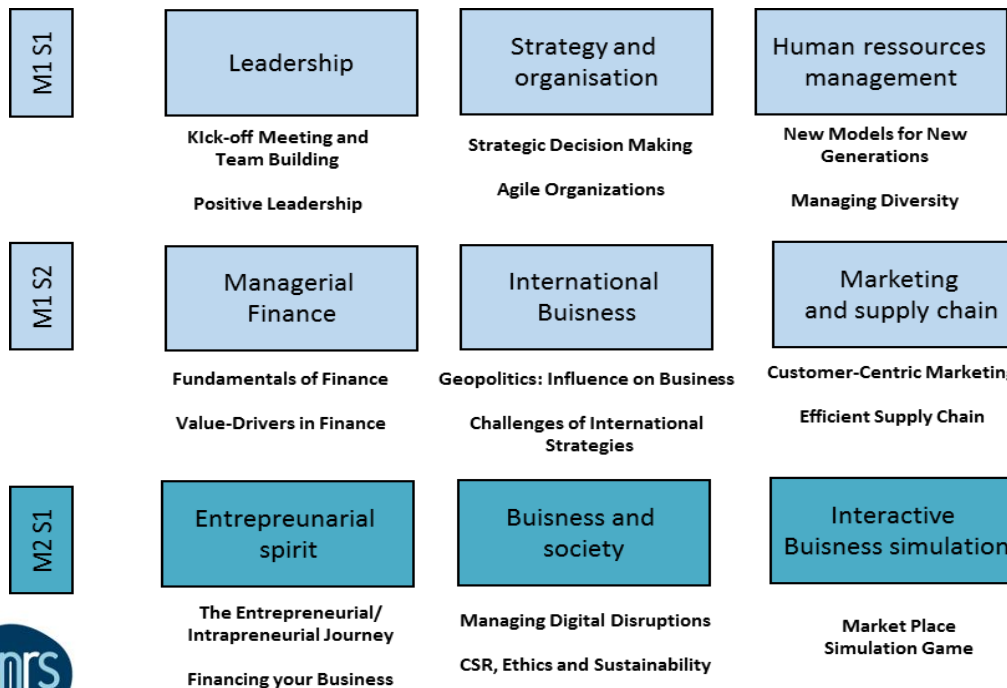 M1 S1
Leadership
Strategy and
organisation
Human ressources
management
KIck-off Meeting and
Team Building
Positive Leadership
Strategic Decision Making
Agile Organizations
New Models for New
Generations
Managing Diversity
M1 S2
Managerial
Finance
International
Buisness
Marketing
and supply chain
Fundamentals of Finance
Value-Drivers in Finance
Geopolitics: Influence on Business
Challenges of International
Strategies
Customer-Centric Marketing
Efficient Supply Chain
M2 S1
Entrepreunarial
spirit
Buisness and
society
Interactive
Buisness simulation
The Entrepreneurial/
Intrapreneurial Journey
Financing your Business
Managing Digital Disruptions
CSR, Ethics and Sustainability
Market Place
Simulation Game
nrs